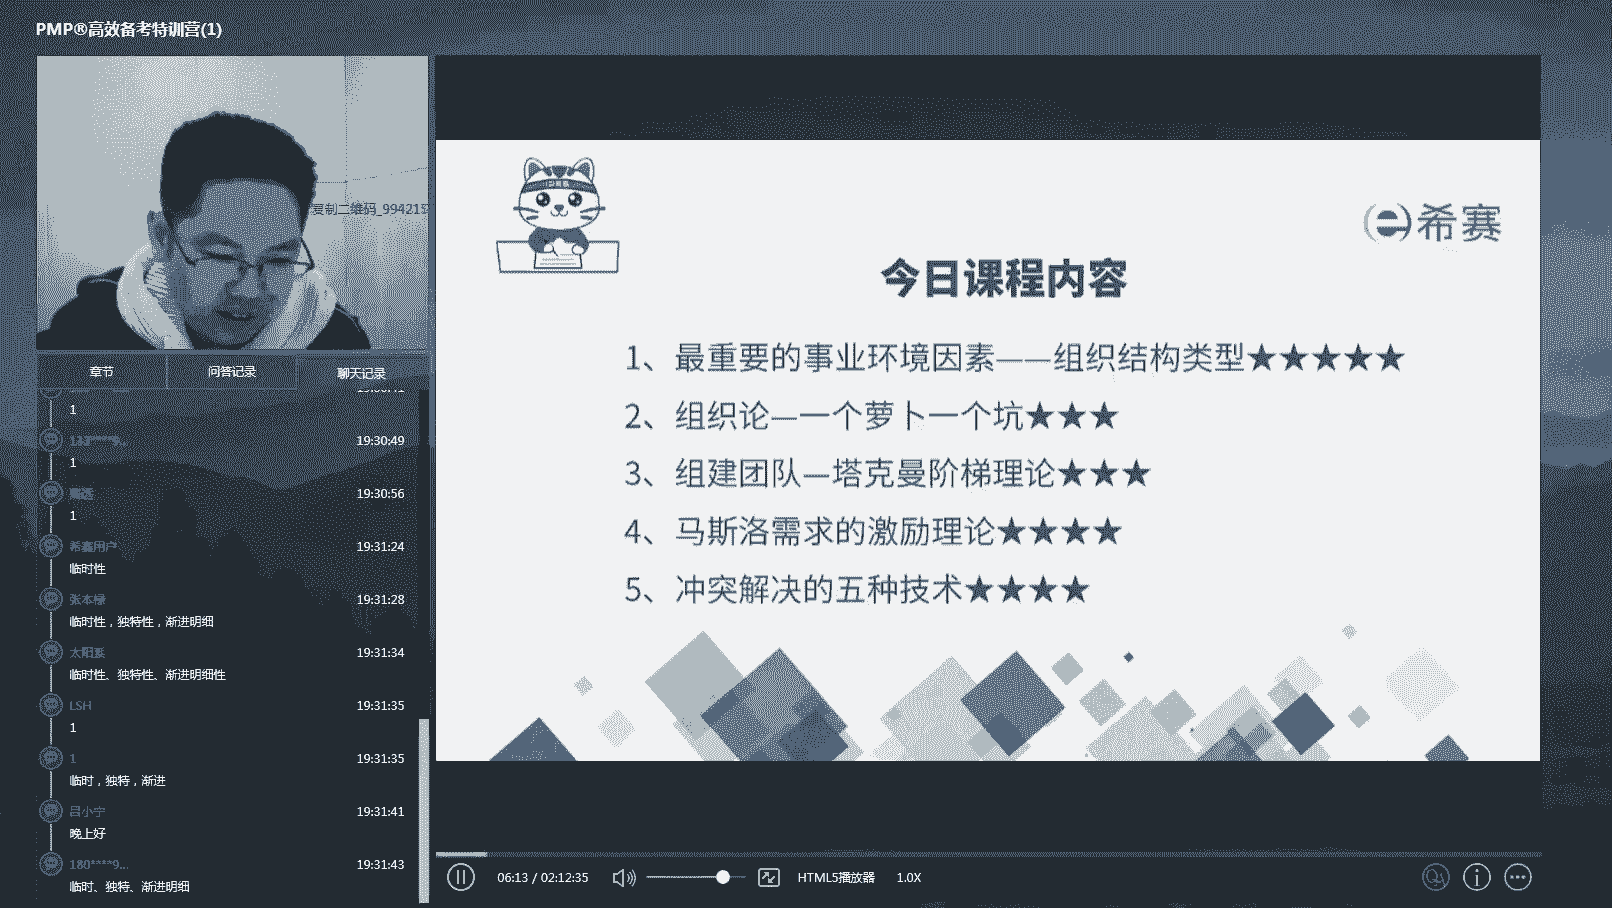 PMP®高效备考特训营(1)
复制二维码_99421
章节
问答记录
聊天记录
1
19:30:49
1
19:30:56
1
希赛用户
19:31:24
临时性
19:31:28
临时性，独特性，渐进明细
太阳系
19:31:34
临时性、独特性、渐进明细性
LSH
19:31:35
1
1
19:31:35
临时，独特，渐进
吕小宁
19:31:41
晚上好
180****9...
19:31:43
临时、独特、渐进明细
希赛
今日课程内容
1、最重要的事业环境因素——组织结构类型★★★★★
2、组织论—一个萝卜一个坑★★★
3、组建团队—塔克曼阶梯理论★★★
4、马斯洛需求的激励理论★★★★
5、冲突解决的五种技术★★★★
06:13 / 02:12:35
HTML5播放器
1.0X